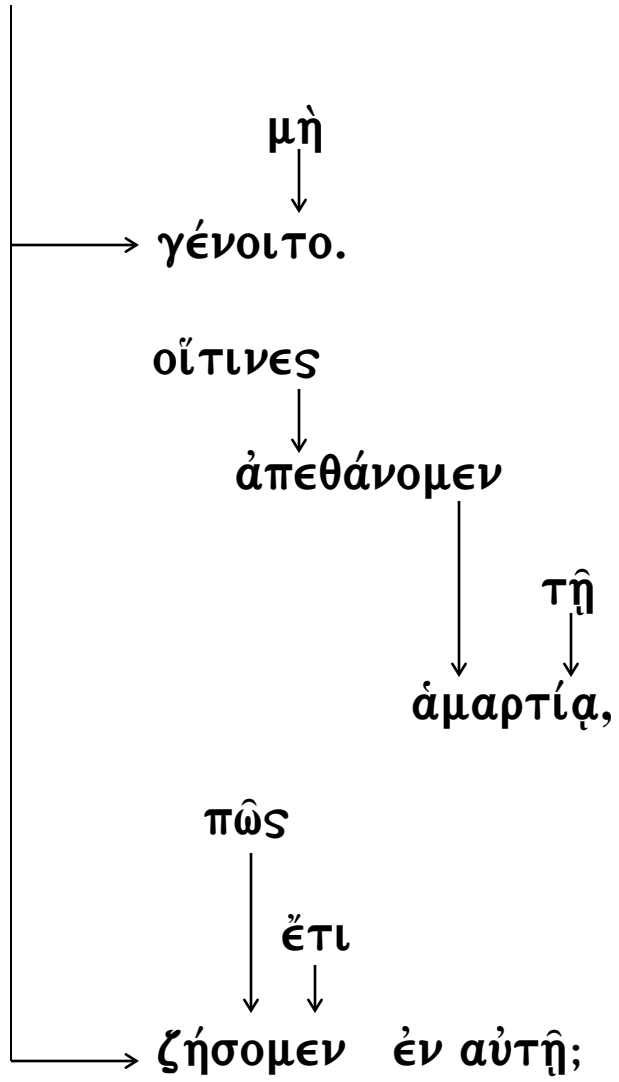 μὴ
γένοιτο.
οἵτινες
ἀπεθάνομεν
τῇ
ἁμαρτίᾳ,
πῶς
ἔτι
ζήσομεν ἐν αὐτῇ;